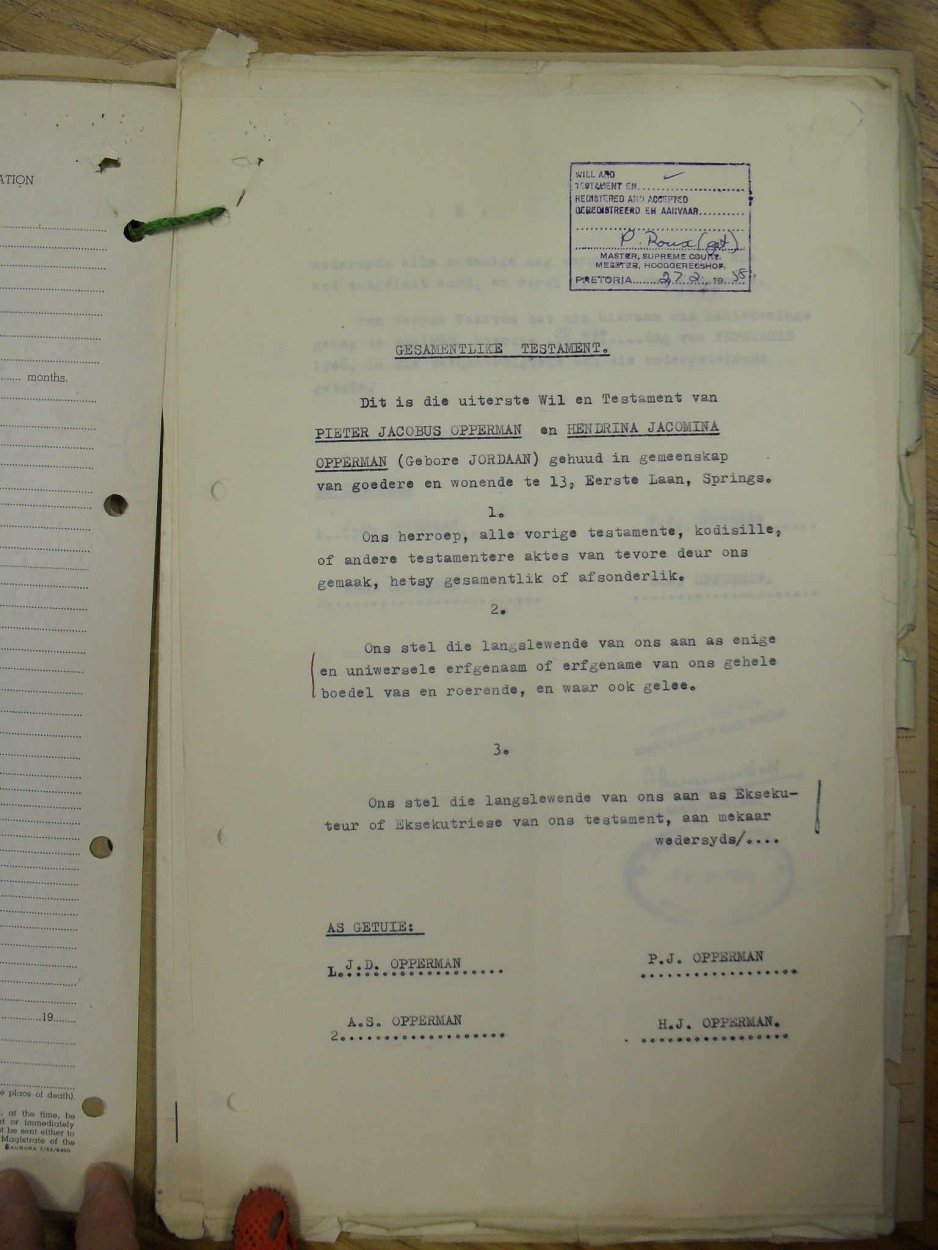 ATION
months.
19
e place of death).
, at the time, be
st or immediately
st be sent either to
Magistrate of the
WILL AND
TESTAMENT EN
REGISTERED AND ACCEPTED
GEREGISTREERD EN AANVAAR
P. Roux (get)
MASTER, SUPREME COURT.
MEESTER, HOOGGEREGSHOF.
PRETORIA 27.2. 1955.
GESAMENTLIKE TESTAMENT.
Dit is die uiterste Wil en Testament van
PIETER JACOBUS OPPERMAN en HENDRINA JACOMINA
OPPERMAN (Gebore JORDAAN) gehuud in gemeenskap
van goedere en wonende te 13, Eerste Laan, Springs.
1.
Ons herroep, alle vorige testamente, kodisille,
of andere testamentere aktes van tevore deur ons
gemaak, hetsy gesamentlik of afsonderlik.
2.
Ons stel die langslewende van ons aan as enige
en uniwersele erfgenaam of erfgename van ons gehele
boedel vas en roerende, en waar ook gelee.
3.
Ons stel die langslewende van ons aan as Ekseku-
teur of Eksekutriese van ons testament, aan mekaar
wedersyds/....
AS GETUIE:
1. J.D. OPPERMAN P.J. OPPERMAN
2. A.S. OPPERMAN H.J. OPPERMAN.